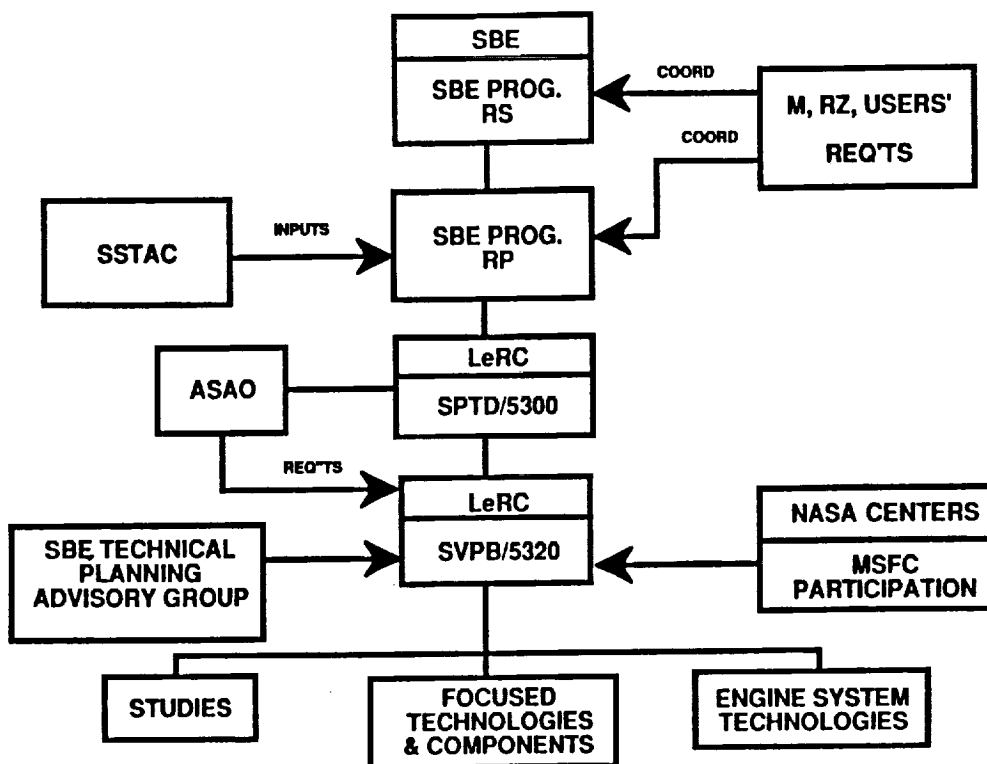 SBE
SBE PROG.
RS
COORD
M, RZ, USERS'
REQ'TS
COORD
SSTAC
INPUTS
SBE PROG.
RP
ASAO
LeRC
SPTD/5300
REQ"TS
LeRC
SVPB/5320
SBE TECHNICAL
PLANNING
ADVISORY GROUP
NASA CENTERS
MSFC
PARTICIPATION
STUDIES
FOCUSED
TECHNOLOGIES
& COMPONENTS
ENGINE SYSTEM
TECHNOLOGIES